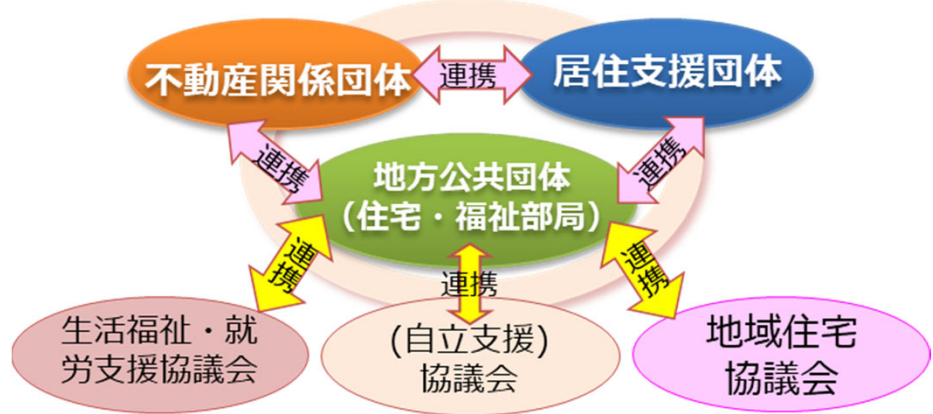 不動産関係団体
連携
居住支援団体
連携
連携
地方公共団体
（住宅・福祉部局）
連携
連携
連携
生活福祉・就
労支援協議会
(自立支援)
協議会
地域住宅
協議会